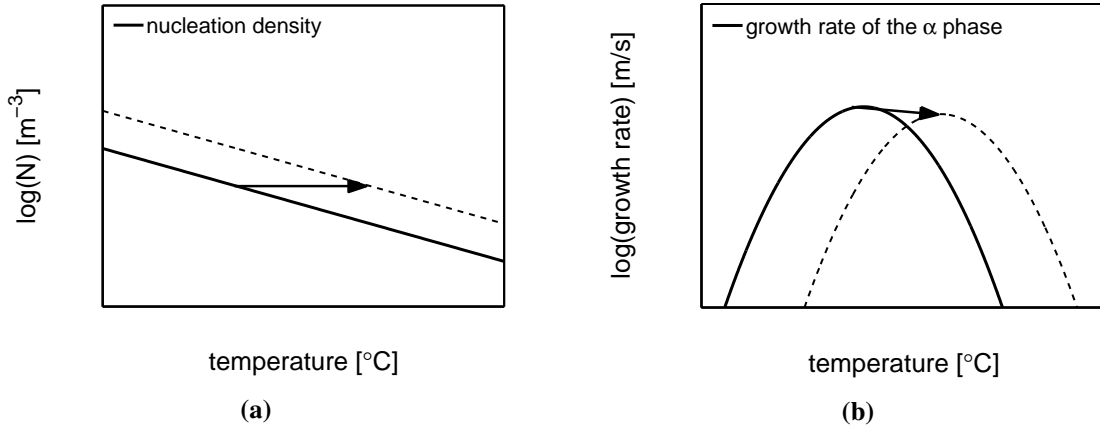 nucleation density
log(N) [m⁻³]
temperature [°C]
(a)
growth rate of the α phase
log(growth rate) [m/s]
temperature [°C]
(b)